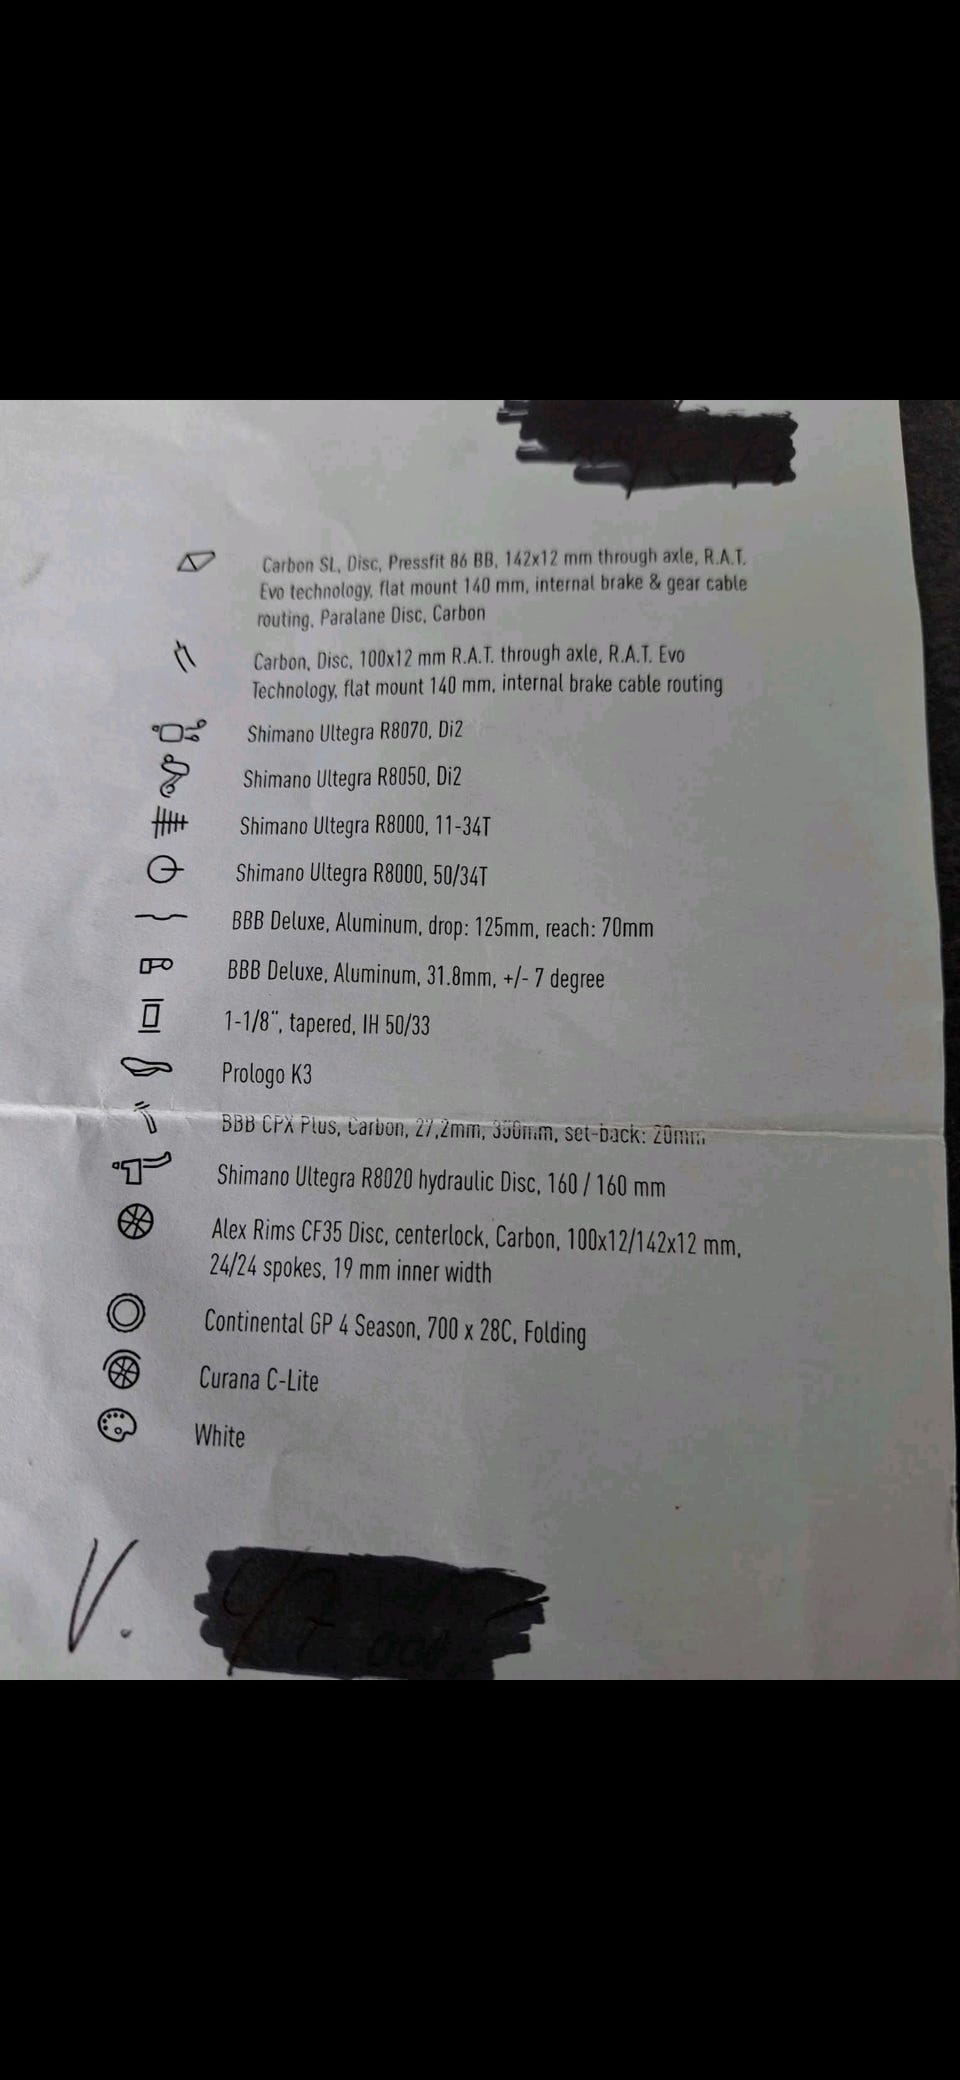 Carbon SL, Disc, Pressfit 86 BB, 142x12 mm through axle, R.A.T.
Evo technology, flat mount 140 mm, internal brake & gear cable
routing, Paralane Disc, Carbon
Carbon, Disc, 100x12 mm R.A.T. through axle, R.A.T. Evo
Technology, flat mount 140 mm, internal brake cable routing
Shimano Ultegra R8070, Di2
Shimano Ultegra R8050, Di2
Shimano Ultegra R8000, 11-34T
Shimano Ultegra R8000, 50/34T
BBB Deluxe, Aluminum, drop: 125mm, reach: 70mm
BBB Deluxe, Aluminum, 31.8mm, +/- 7 degree
1-1/8", tapered, IH 50/33
Prologo K3
BBB CPX Plus, Carbon, 27,2mm, 350mm, set-back: 20mm
Shimano Ultegra R8020 hydraulic Disc, 160 / 160 mm
Alex Rims CF35 Disc, centerlock, Carbon, 100x12/142x12 mm,
24/24 spokes, 19 mm inner width
Continental GP 4 Season, 700 x 28C, Folding
Curana C-Lite
White
V.